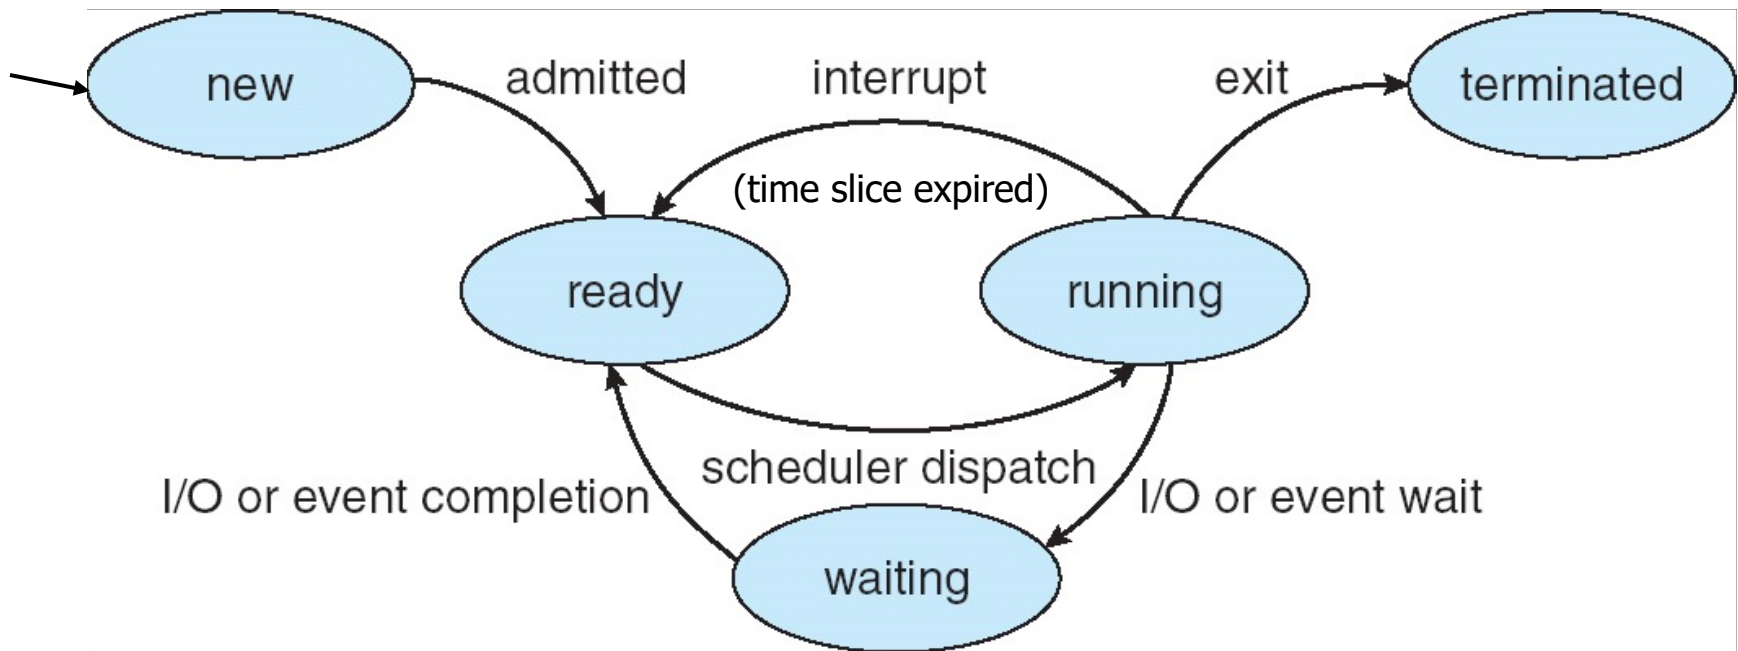 new
admitted
interrupt
exit
terminated
(time slice expired)
ready
running
scheduler dispatch
I/O or event completion
I/O or event wait
waiting